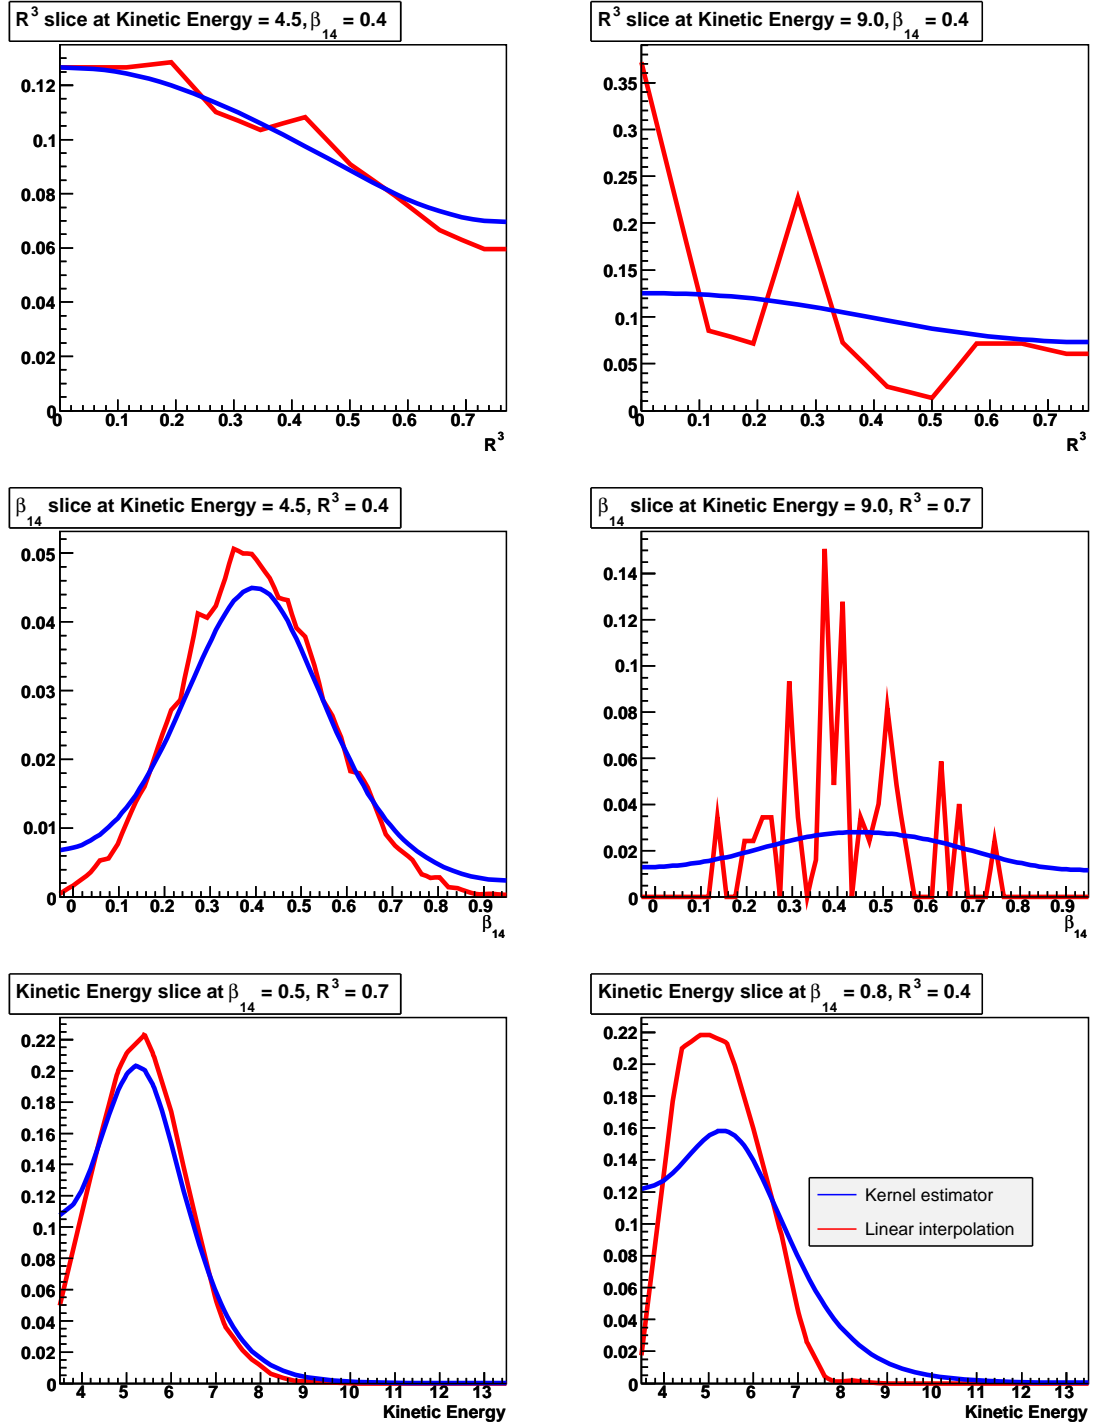 R³ slice at Kinetic Energy = 4.5, β₁₄ = 0.4
0.12
0.1
0.08
0.06
0.04
0.02
0
0 0.1 0.2 0.3 0.4 0.5 0.6 0.7
R³
R³ slice at Kinetic Energy = 9.0, β₁₄ = 0.4
0.35
0.3
0.25
0.2
0.15
0.1
0.05
0
0 0.1 0.2 0.3 0.4 0.5 0.6 0.7
R³
β₁₄ slice at Kinetic Energy = 4.5, R³ = 0.4
0.05
0.04
0.03
0.02
0.01
0
0 0.1 0.2 0.3 0.4 0.5 0.6 0.7 0.8 0.9
β₁₄
β₁₄ slice at Kinetic Energy = 9.0, R³ = 0.7
0.14
0.12
0.1
0.08
0.06
0.04
0.02
0
0 0.1 0.2 0.3 0.4 0.5 0.6 0.7 0.8 0.9
β₁₄
Kinetic Energy slice at β₁₄ = 0.5, R³ = 0.7
0.22
0.2
0.18
0.16
0.14
0.12
0.1
0.08
0.06
0.04
0.02
0
4 5 6 7 8 9 10 11 12 13
Kinetic Energy
Kinetic Energy slice at β₁₄ = 0.8, R³ = 0.4
0.22
0.2
0.18
0.16
0.14
0.12
0.1
0.08
0.06
0.04
0.02
0
4 5 6 7 8 9 10 11 12 13
Kinetic Energy
Kernel estimator
Linear interpolation